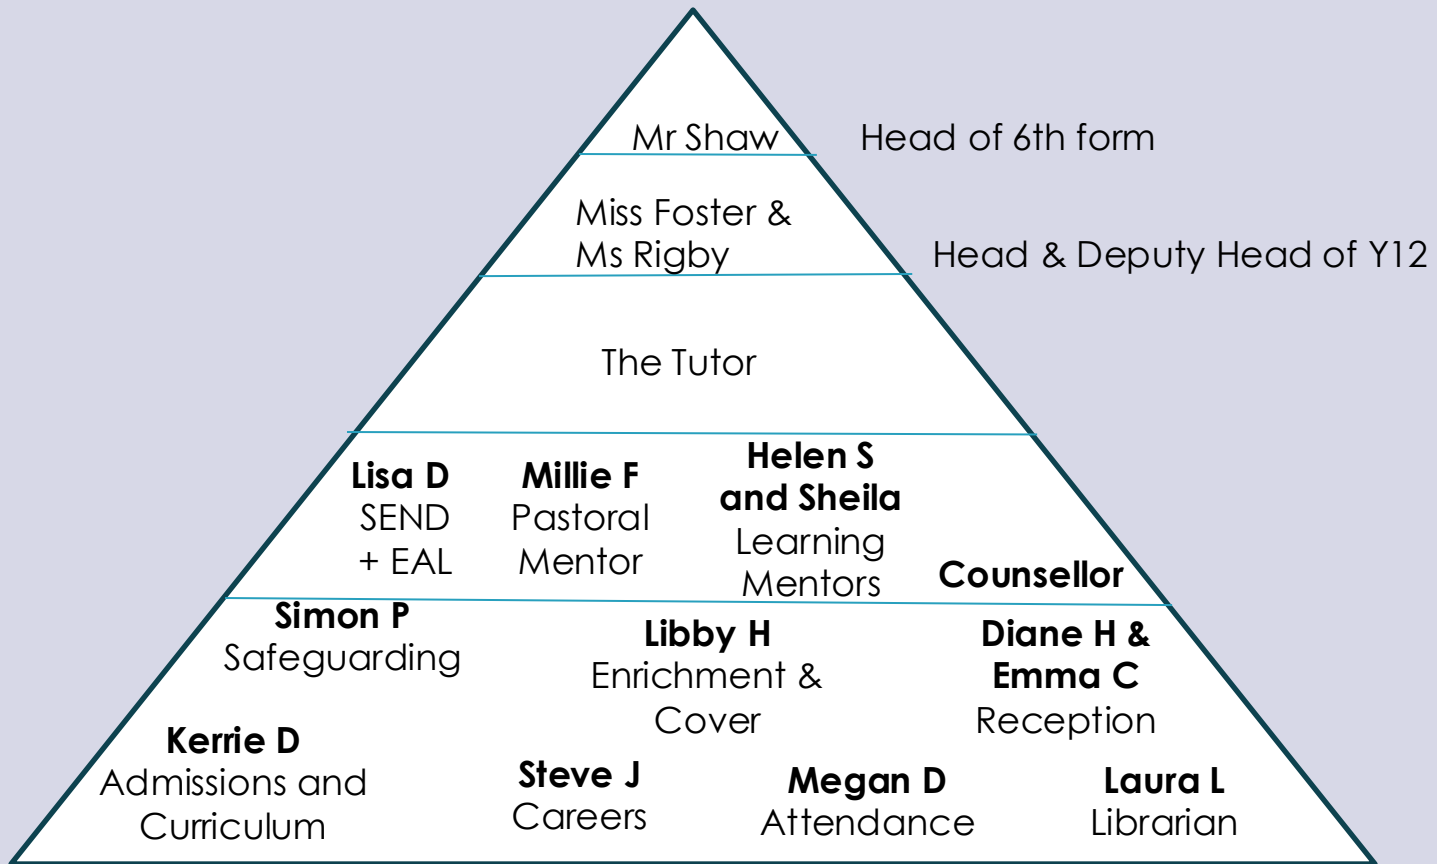 Mr Shaw
Head of 6th form
Miss Foster &
Ms Rigby
Head & Deputy Head of Y12
The Tutor
Lisa D
SEND
+ EAL
Millie F
Pastoral
Mentor
Helen S
and Sheila
Learning
Mentors
Counsellor
Simon P
Safeguarding
Libby H
Enrichment &
Cover
Diane H &
Emma C
Reception
Kerrie D
Admissions and
Curriculum
Steve J
Careers
Megan D
Attendance
Laura L
Librarian